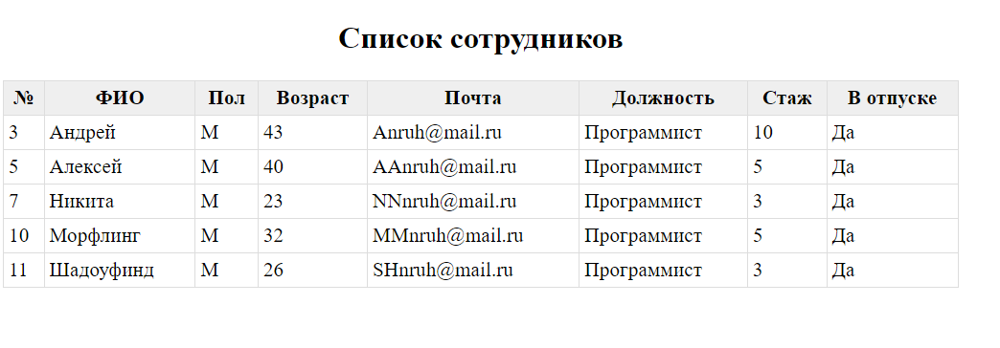 Список сотрудников
№ ФИО Пол Возраст Почта Должность Стаж В отпуске
3 Андрей М 43 Anruh@mail.ru Программист 10 Да
5 Алексей М 40 AAnruh@mail.ru Программист 5 Да
7 Никита М 23 NNnruh@mail.ru Программист 3 Да
10 Морфлинг М 32 MMnruh@mail.ru Программист 5 Да
11 Шадоуфинд М 26 SHnruh@mail.ru Программист 3 Да